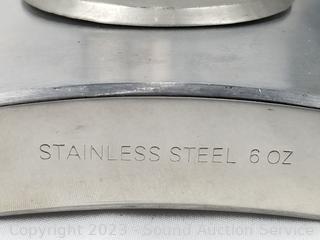 STAINLESS STEEL 6 OZ
Copyright 2023 - Sound Auction Service